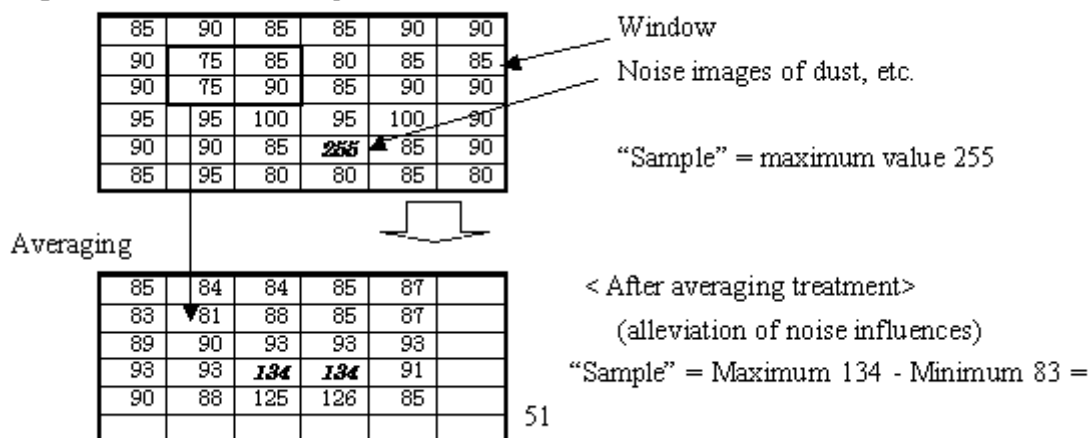 85 90 85 85 90 90
Window
90 75 85 80 85 85
90 75 90 85 90 90
Noise images of dust, etc.
95 95 100 95 100 90
90 90 85 255 85 90
“Sample” = maximum value 255
85 95 80 80 85 80
Averaging
85 84 84 85 87
< After averaging treatment>
83 81 88 85 87
(alleviation of noise influences)
89 90 93 93 93
93 93 134 134 91
“Sample” = Maximum 134 - Minimum 83 =
90 88 125 126 85
51